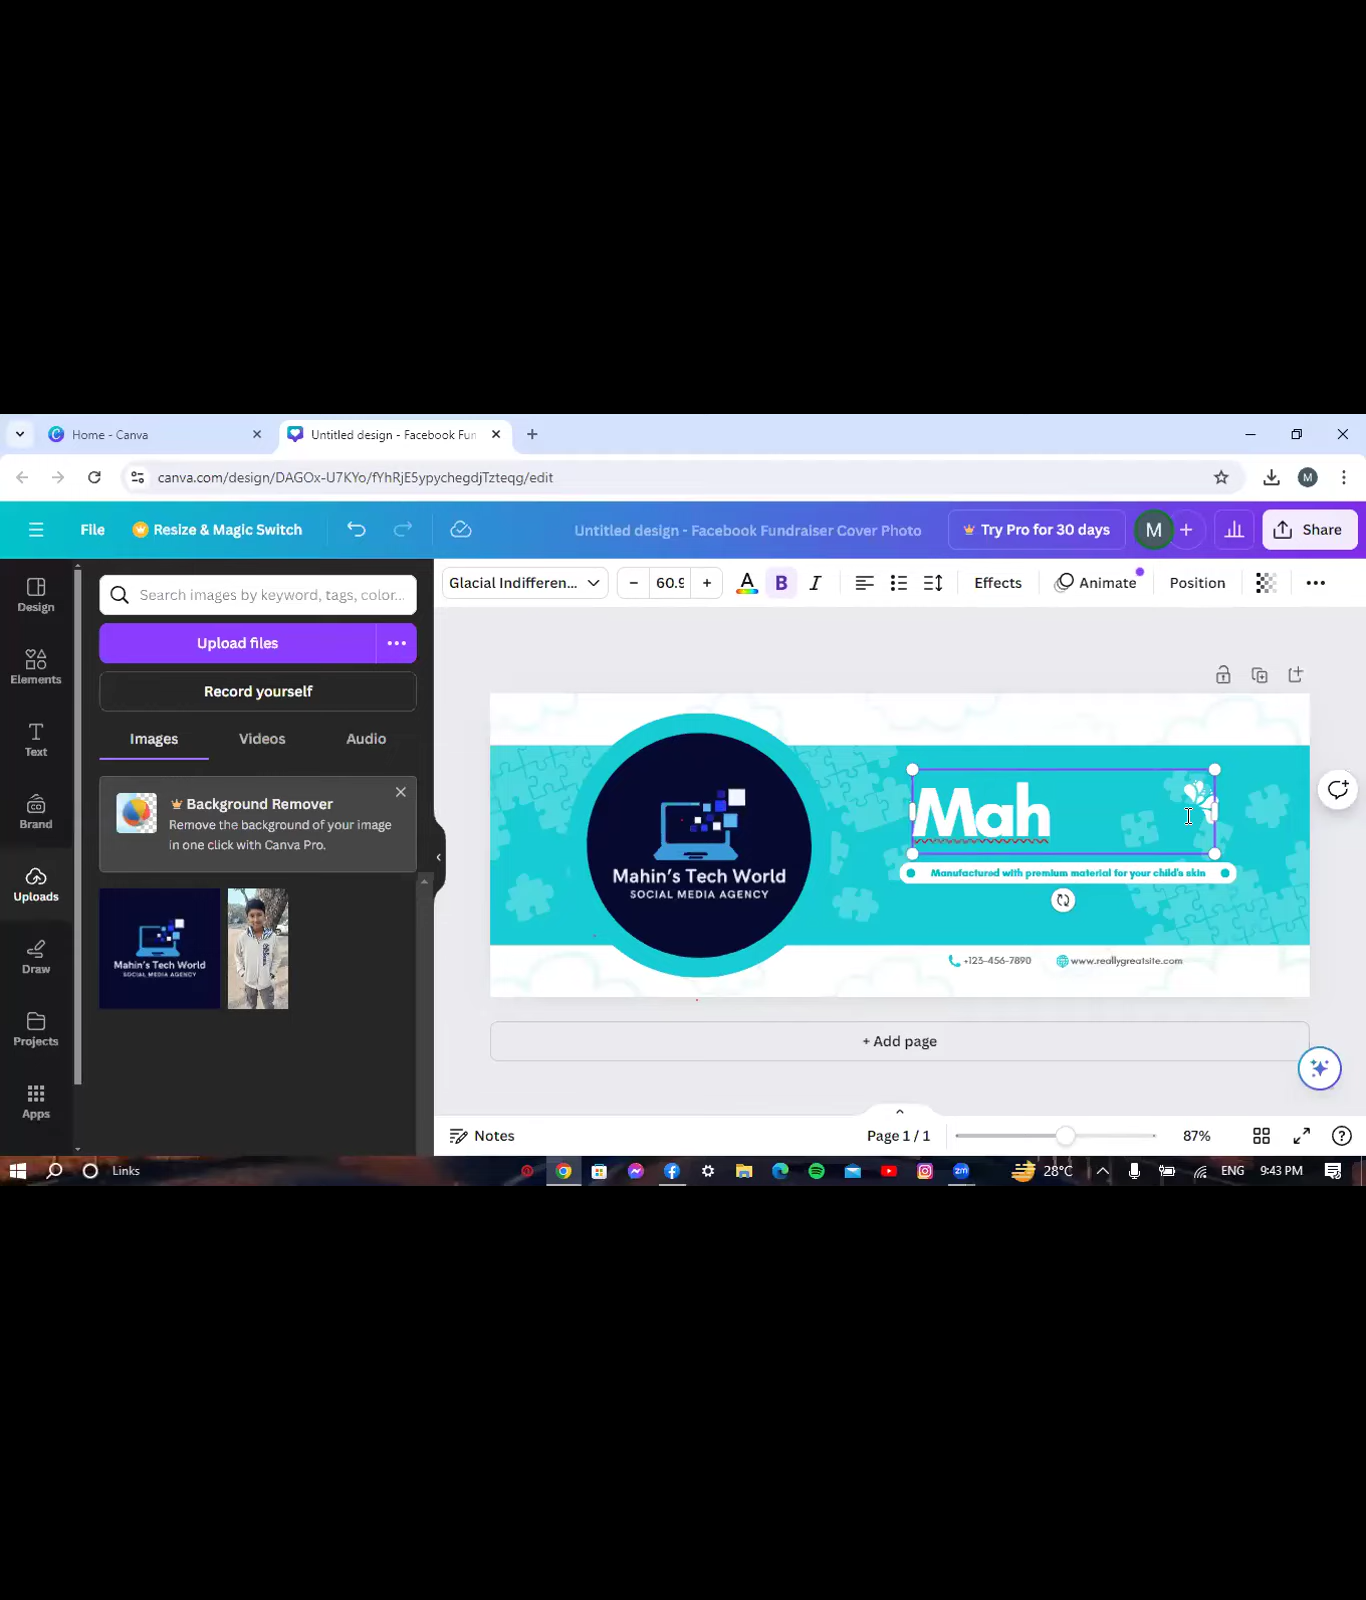 Home - Canva
Untitled design - Facebook Fun
canva.com/design/DAGOx-U7KYo/fYhRjE5ypychegdjTzteqg/edit
M
File
Resize & Magic Switch
Untitled design - Facebook Fundraiser Cover Photo
Try Pro for 30 days
M
Share
Design
Elements
Text
Brand
Uploads
Draw
Projects
Apps
Search images by keyword, tags, color...
Upload files
Record yourself
Images Videos Audio
Background Remover
Remove the background of your image
in one click with Canva Pro.
Mahin's Tech World
SOCIAL MEDIA AGENCY
Glacial Indifferen... 60.9 A B I Effects Animate Position
Mahin's Tech World
SOCIAL MEDIA AGENCY
Mah
Manufactured with premium material for your child's skin
+123-456-7890 www.reallygreatsite.com
+ Add page
Notes
Page 1 / 1
87%
Links
28°C
ENG
9:43 PM